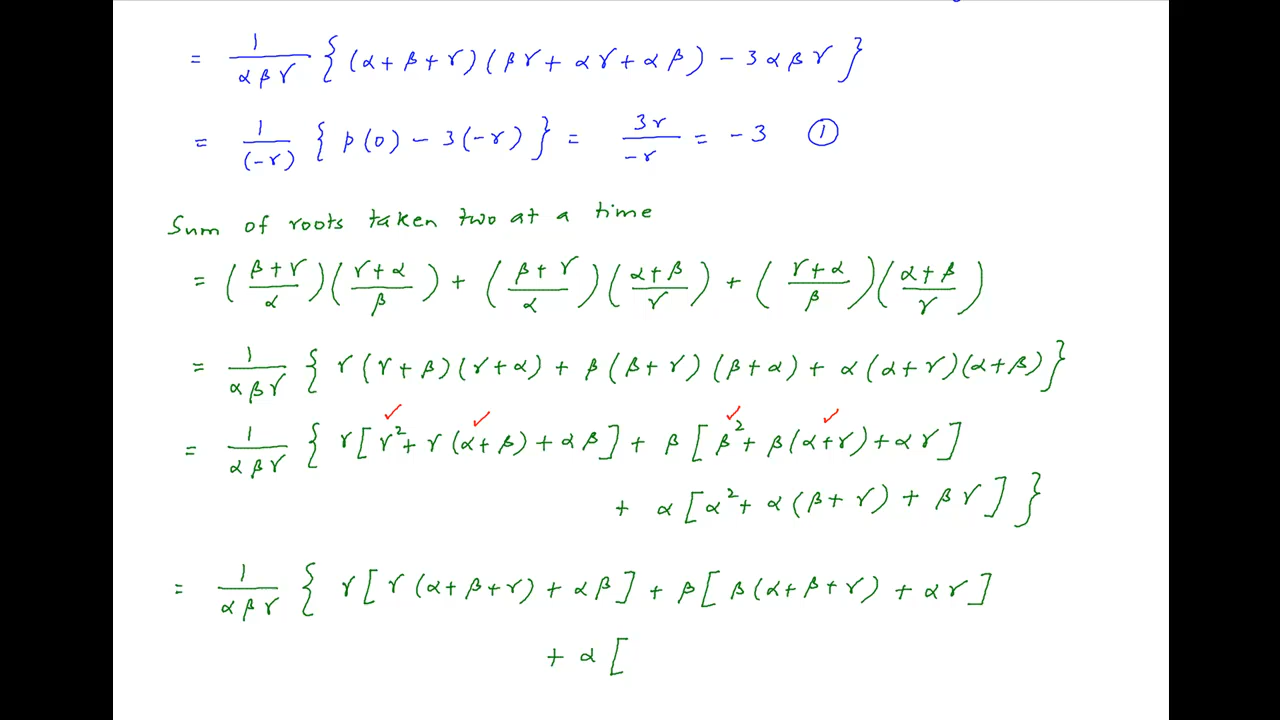 = 1/(αβγ) { (α+β+γ)(βγ+αγ+αβ) − 3αβγ }
= 1/(−r) { p(0) − 3(−r) } = 3r/−r = −3 ①
Sum of roots taken two at a time
= ((β+γ)/α)((γ+α)/β) + ((β+γ)/α)((α+β)/γ) + ((γ+α)/β)((α+β)/γ)
= 1/(αβγ) { γ(γ+β)(γ+α) + β(β+γ)(β+α) + α(α+γ)(α+β) }
= 1/(αβγ) { γ[γ²+γ(α+β)+αβ] + β[β²+β(α+γ)+αγ]
+ α[α²+α(β+γ)+βγ] }
= 1/(αβγ) { γ[γ(α+β+γ)+αβ] + β[β(α+β+γ)+αγ]
+ α[